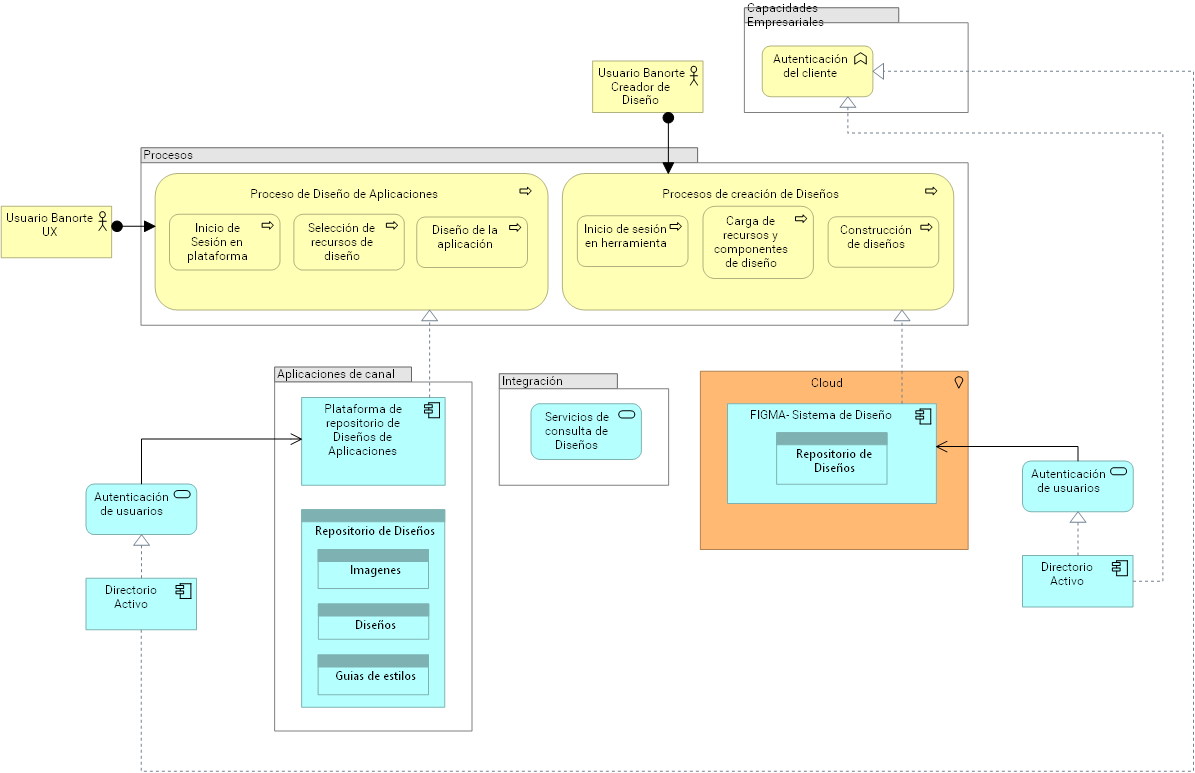 Capacidades
Empresariales
Autenticación
del cliente
Usuario Banorte
Creador de
Diseño
Procesos
Proceso de Diseño de Aplicaciones
Inicio de
Sesión en
plataforma
Selección de
recursos de
diseño
Diseño de la
aplicación
Procesos de creación de Diseños
Inicio de sesión
en herramienta
Carga de
recursos y
componentes
de diseño
Construcción
de diseños
Usuario Banorte
UX
Aplicaciones de canal
Plataforma de
repositorio de
Diseños de
Aplicaciones
Repositorio de Diseños
Imagenes
Diseños
Guias de estilos
Integración
Servicios de
consulta de
Diseños
Cloud
FIGMA- Sistema de Diseño
Repositorio de
Diseños
Autenticación
de usuarios
Directorio
Activo
Autenticación
de usuarios
Directorio
Activo